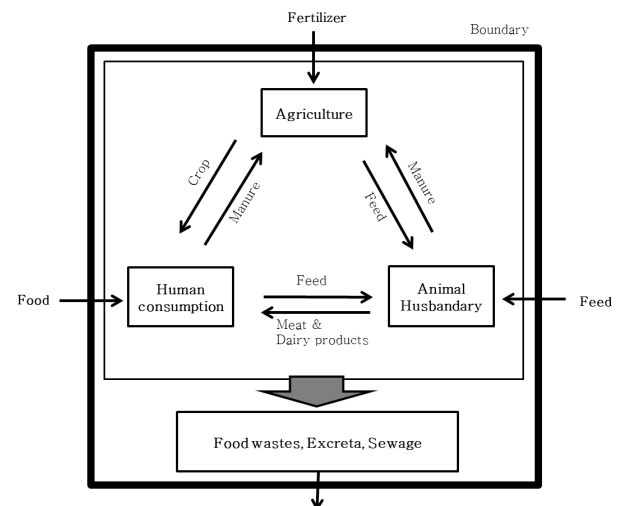 Fertilizer
Boundary
Agriculture
Crop
Manure
Feed
Manure
Food
Human
consumption
Feed
Meat &
Dairy products
Animal
Husbandary
Feed
Food wastes, Excreta, Sewage